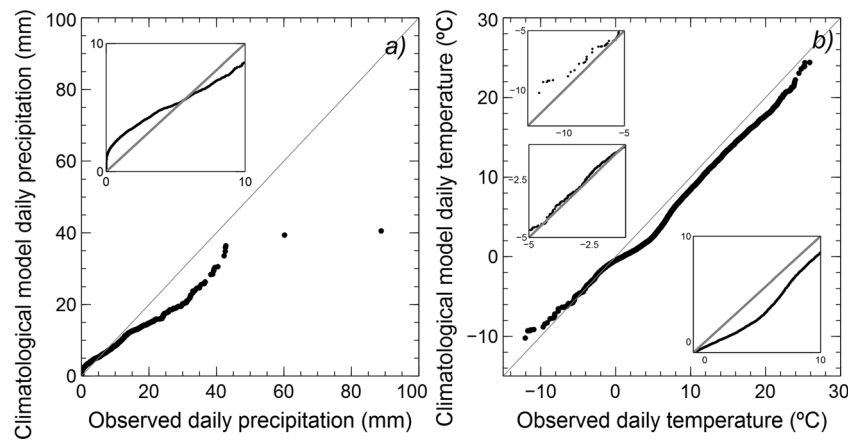 Climatological model daily precipitation (mm)
100
80
60
40
20
0
0 20 40 60 80 100
Observed daily precipitation (mm)
a)
10
0
0 10
Climatological model daily temperature (ºC)
30
20
10
0
−10
−10 0 10 20 30
Observed daily temperature (ºC)
b)
−5
−10
−10 −5
−2.5
−5
−5 −2.5
10
0
0 10